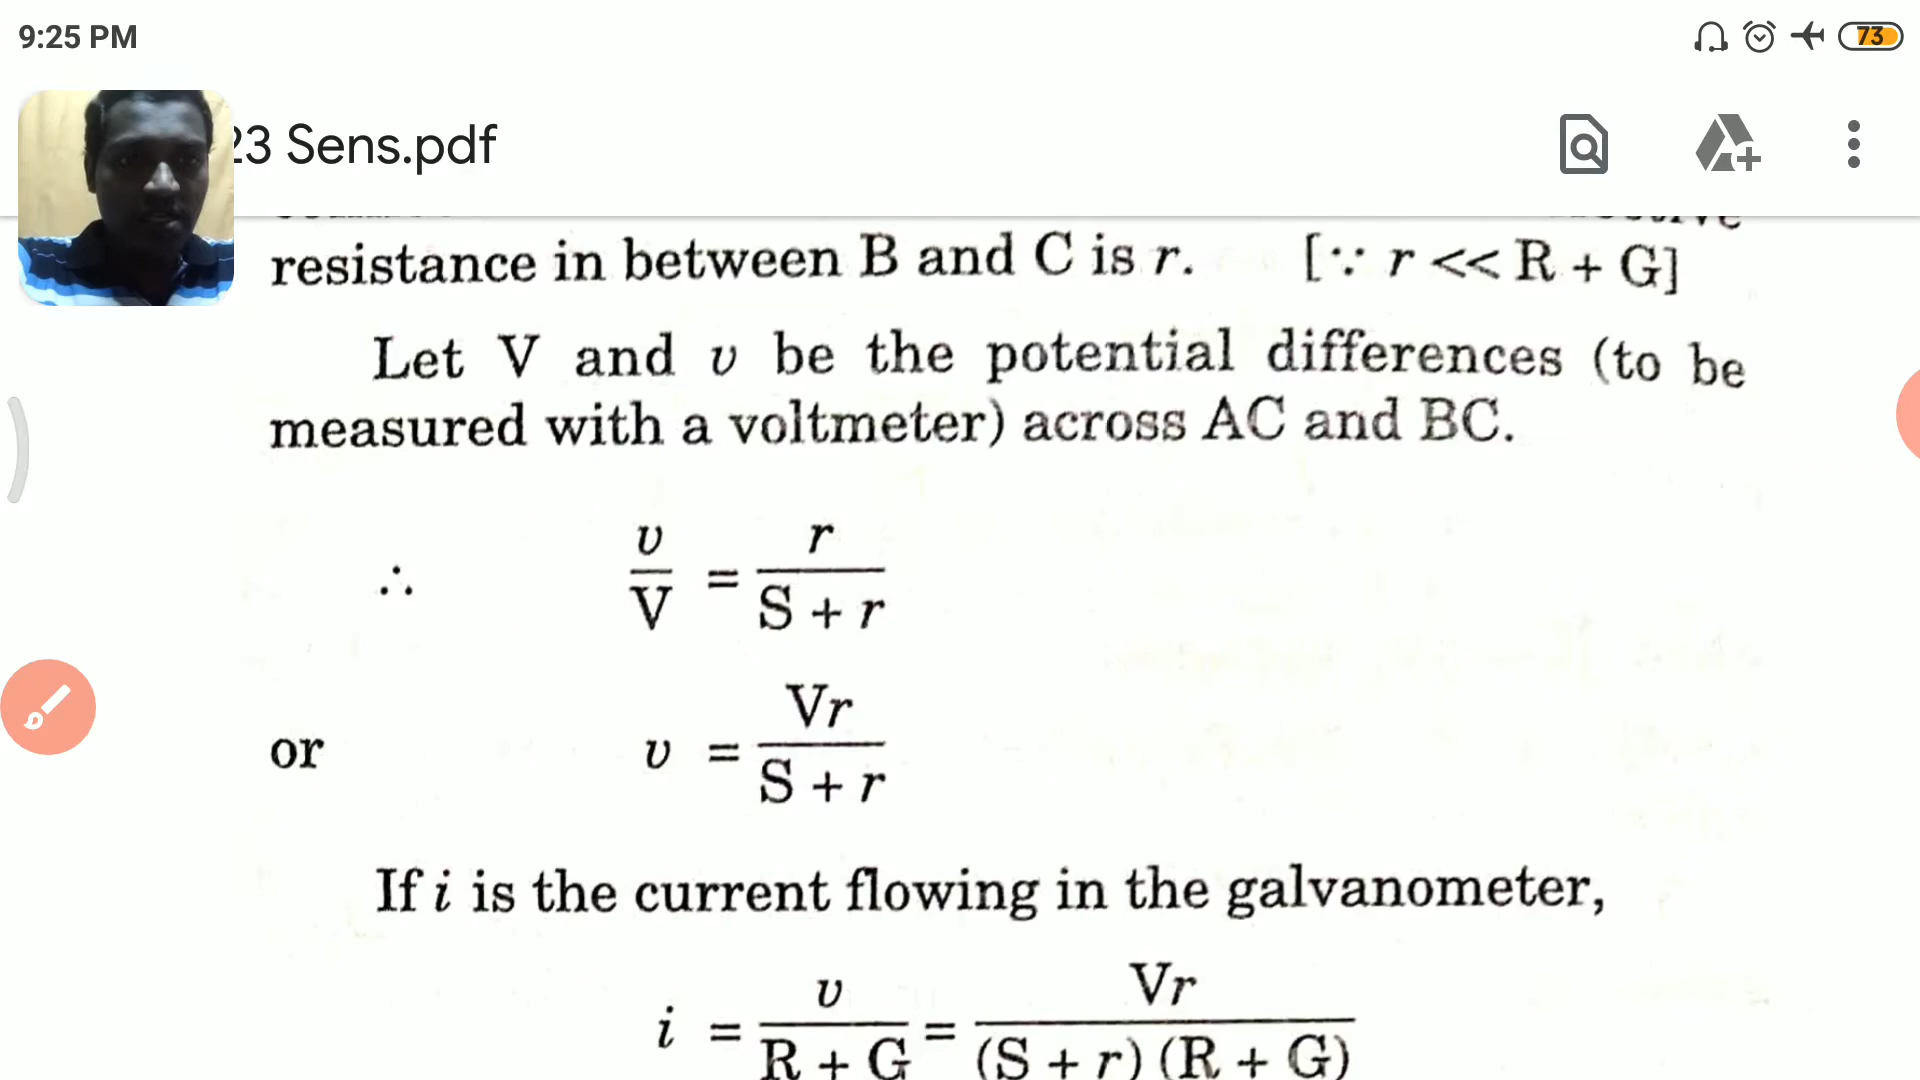 9:25 PM
73
23 Sens.pdf
resistance in between B and C is r. [∵ r << R + G]
Let V and υ be the potential differences (to be
measured with a voltmeter) across AC and BC.
∴ υ/V = r/(S + r)
or υ = Vr/(S + r)
If i is the current flowing in the galvanometer,
i = υ/(R + G) = Vr/((S + r) (R + G))